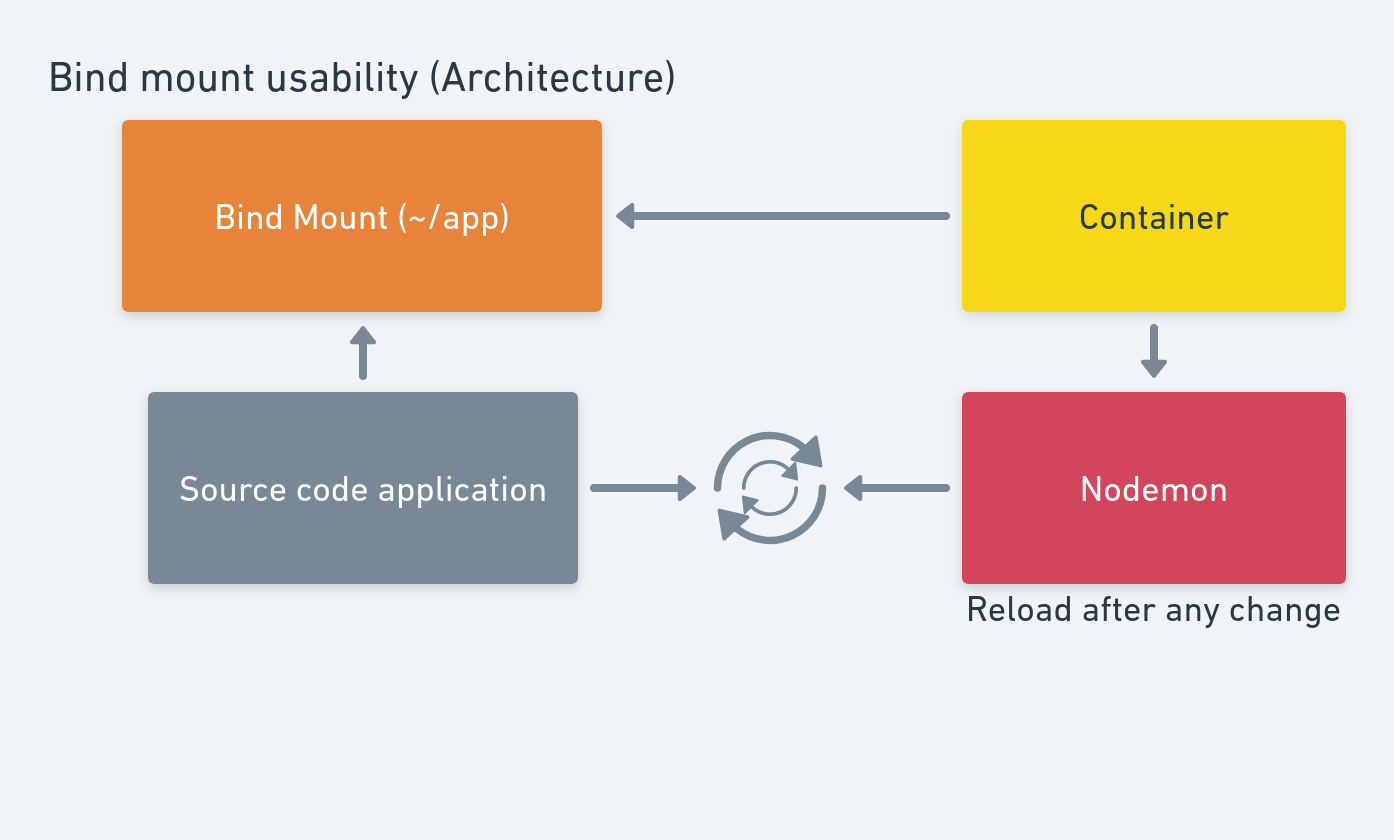 Bind mount usability (Architecture)
Bind Mount (~/app)
Container
Source code application
Nodemon
Reload after any change